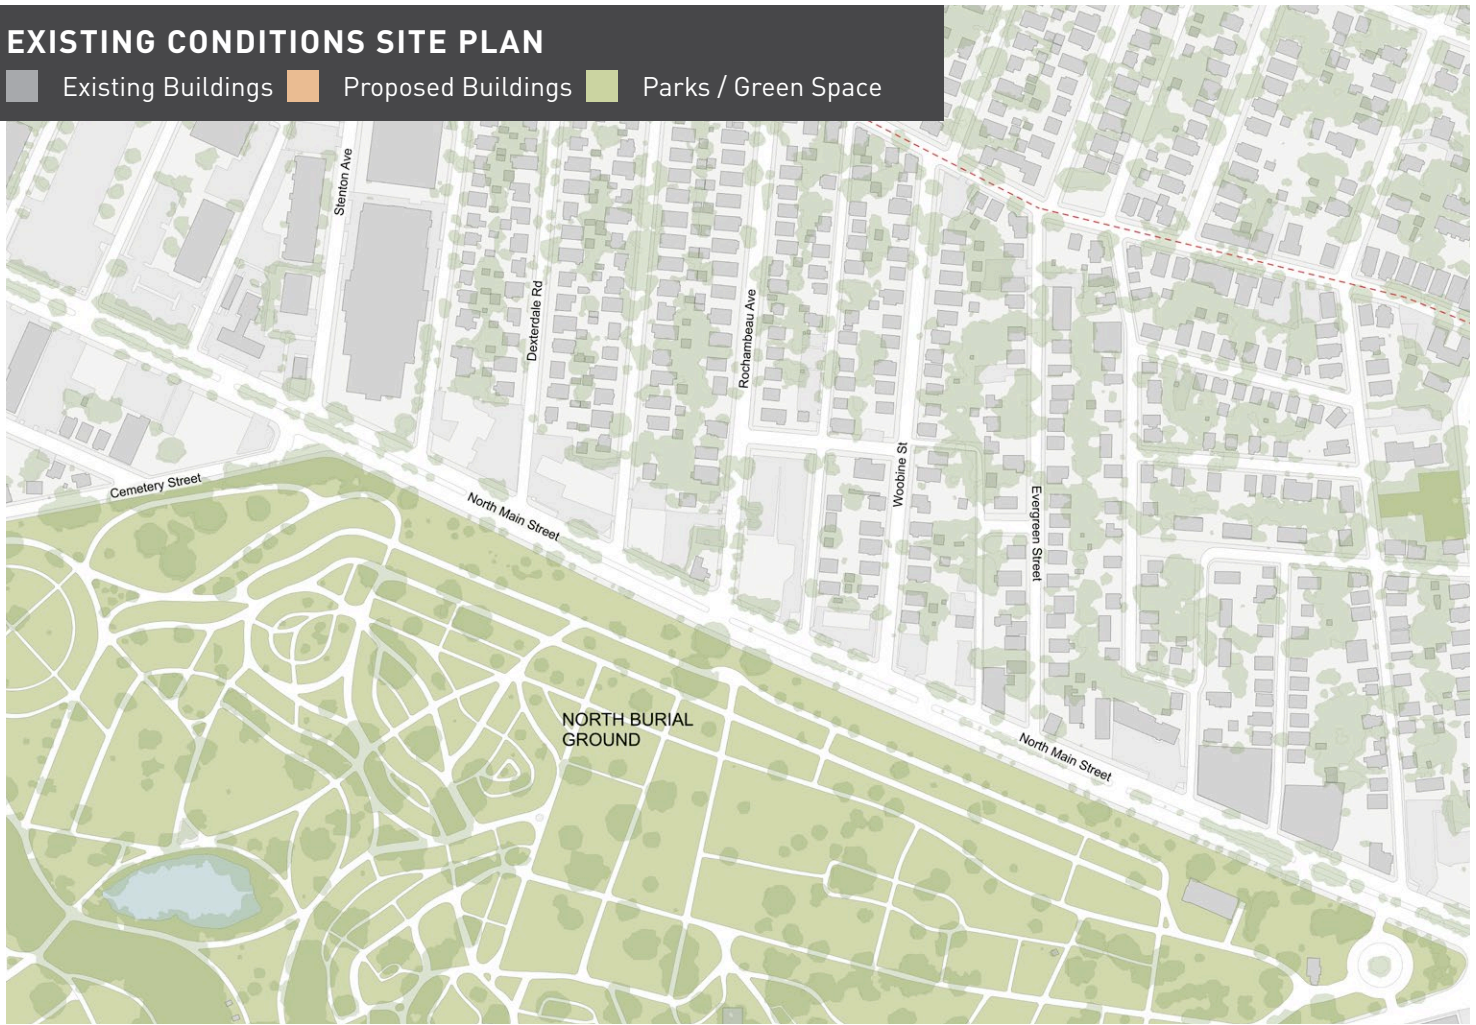 EXISTING CONDITIONS SITE PLAN
Existing Buildings
Proposed Buildings
Parks / Green Space
Stenton Ave
Dexterdale Rd
Rochambeau Ave
Woobine St
Evergreen Street
Cemetery Street
North Main Street
NORTH BURIAL
GROUND
North Main Street